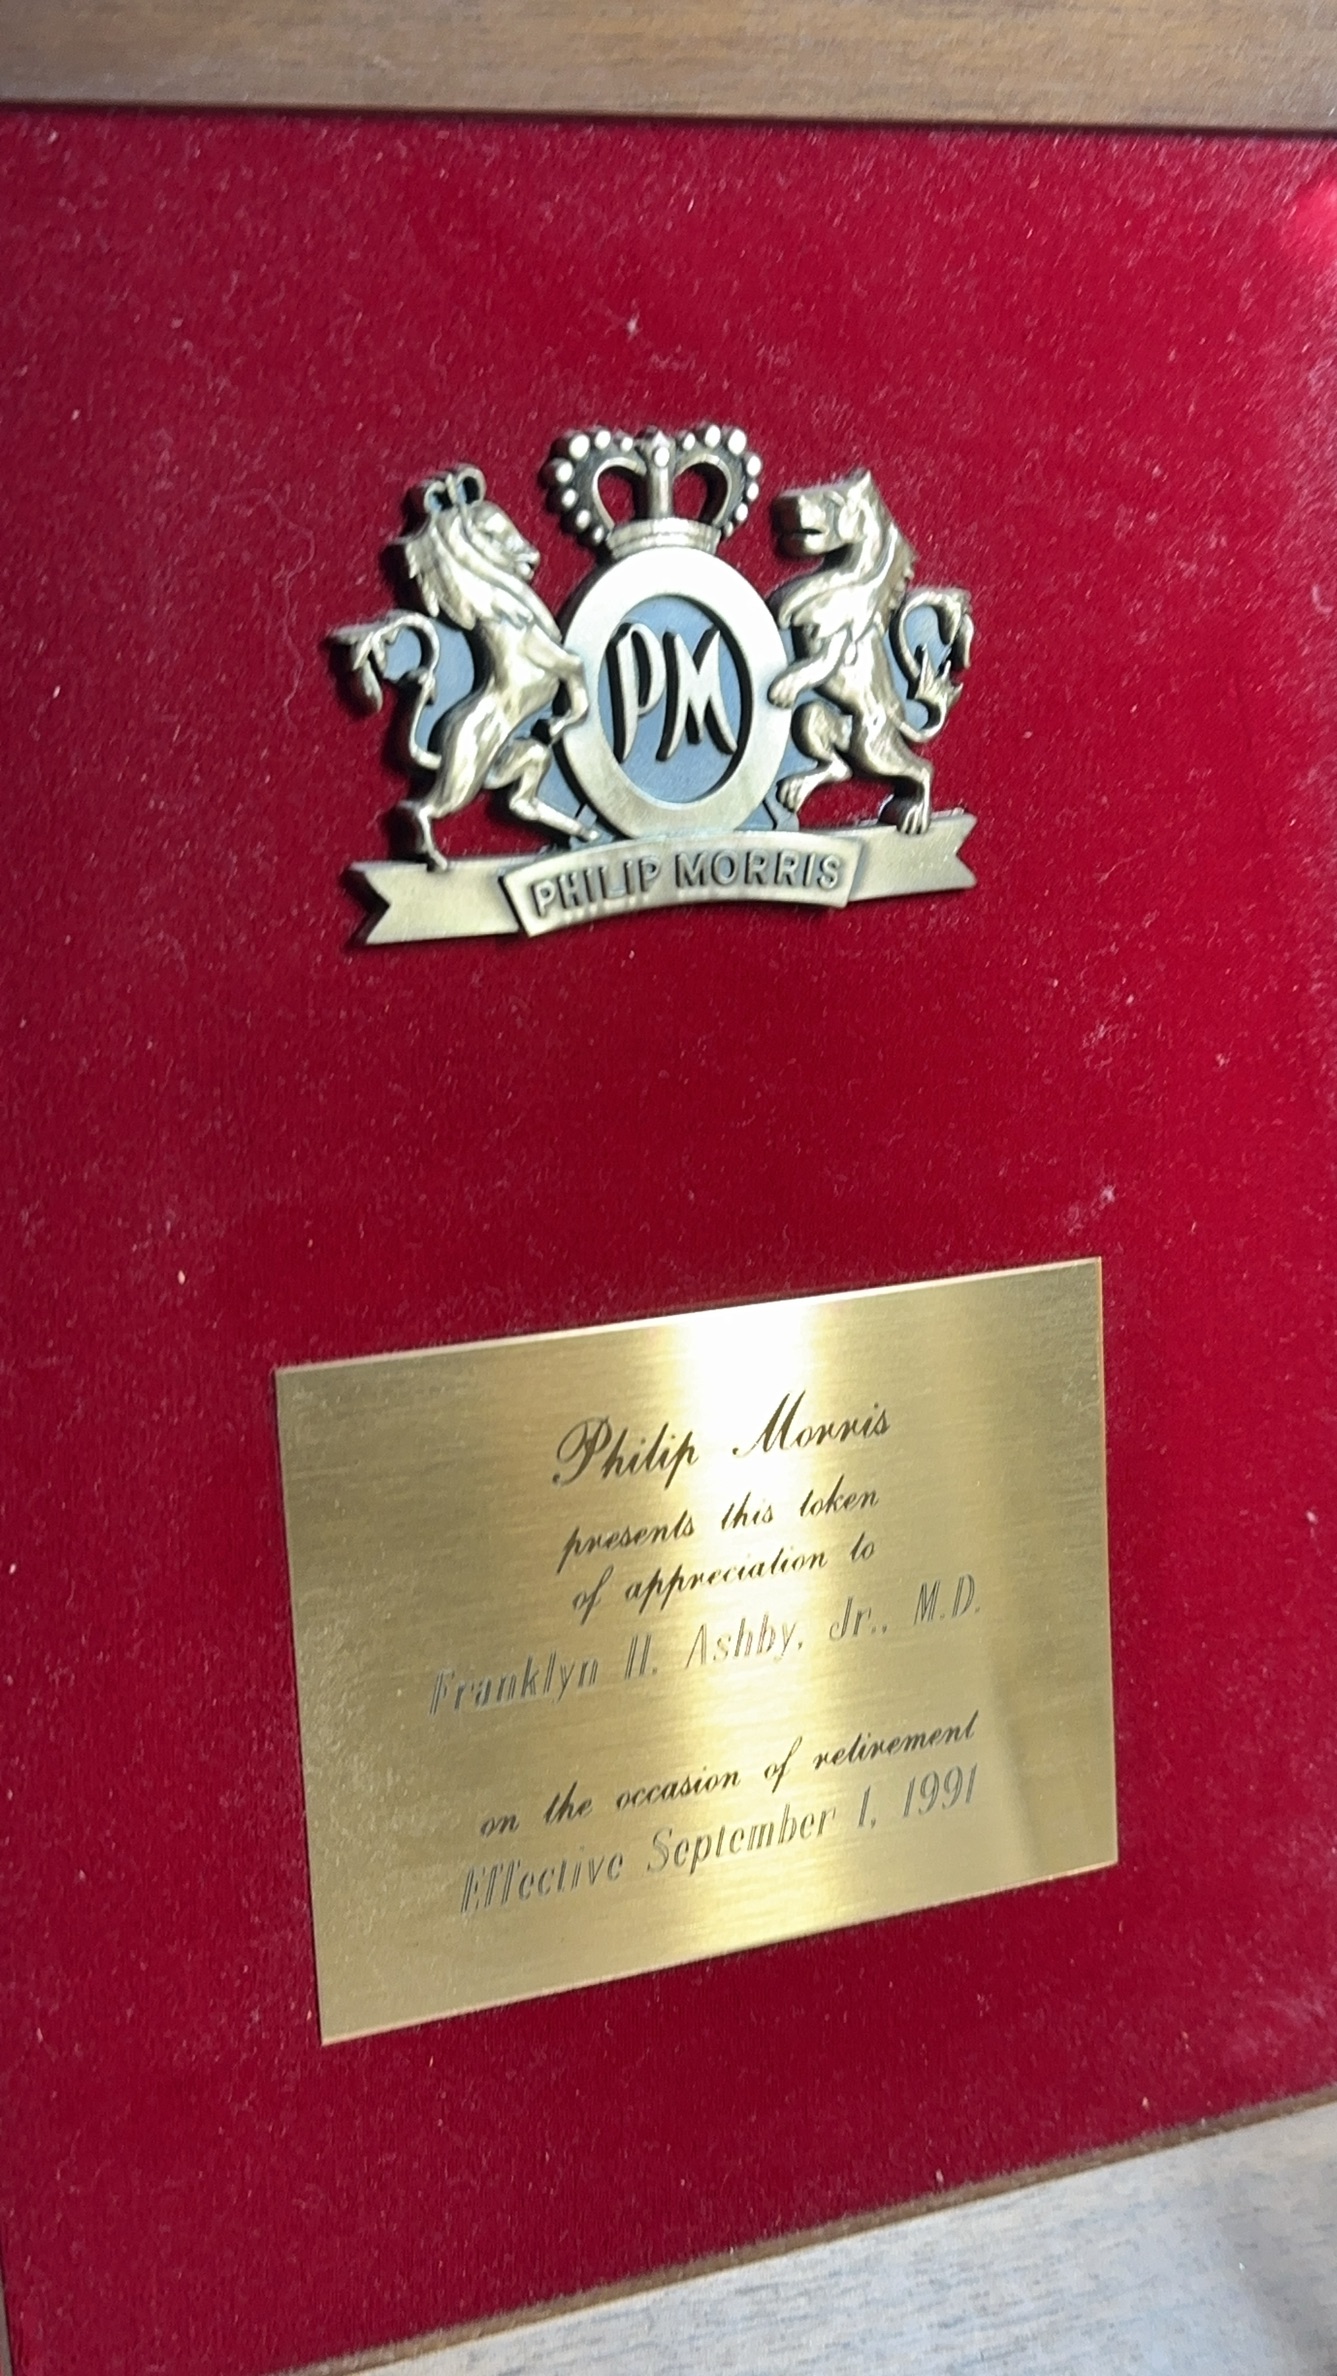 PM
PHILIP MORRIS
Philip Morris
presents this token
of appreciation to
Franklyn H. Ashby, Jr., M.D.
on the occasion of retirement
Effective September 1, 1991